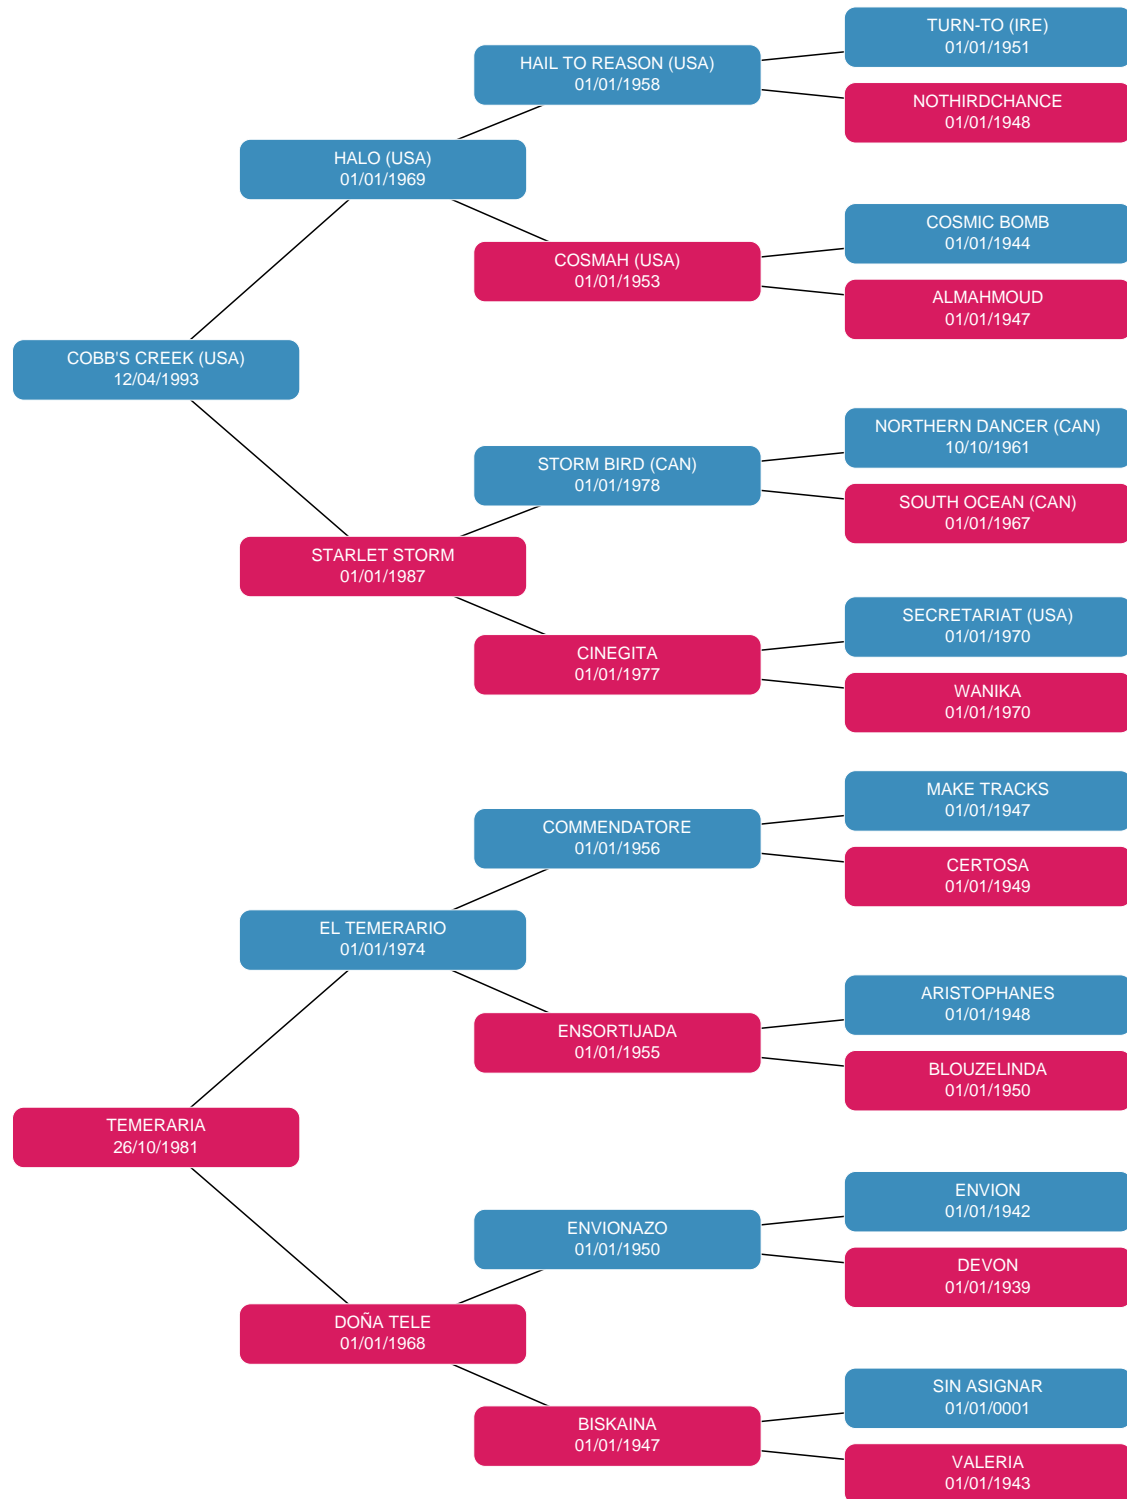 TURN-TO (IRE)
01/01/1951
HAIL TO REASON (USA)
01/01/1958
NOTHIRDCHANCE
01/01/1948
HALO (USA)
01/01/1969
COSMIC BOMB
01/01/1944
COSMAH (USA)
01/01/1953
ALMAHMOUD
01/01/1947
COBB'S CREEK (USA)
12/04/1993
NORTHERN DANCER (CAN)
10/10/1961
STORM BIRD (CAN)
01/01/1978
SOUTH OCEAN (CAN)
01/01/1967
STARLET STORM
01/01/1987
SECRETARIAT (USA)
01/01/1970
CINEGITA
01/01/1977
WANIKA
01/01/1970
MAKE TRACKS
01/01/1947
COMMENDATORE
01/01/1956
CERTOSA
01/01/1949
EL TEMERARIO
01/01/1974
ARISTOPHANES
01/01/1948
ENSORTIJADA
01/01/1955
BLOUZELINDA
01/01/1950
TEMERARIA
26/10/1981
ENVION
01/01/1942
ENVIONAZO
01/01/1950
DEVON
01/01/1939
DOÑA TELE
01/01/1968
SIN ASIGNAR
01/01/0001
BISKAINA
01/01/1947
VALERIA
01/01/1943